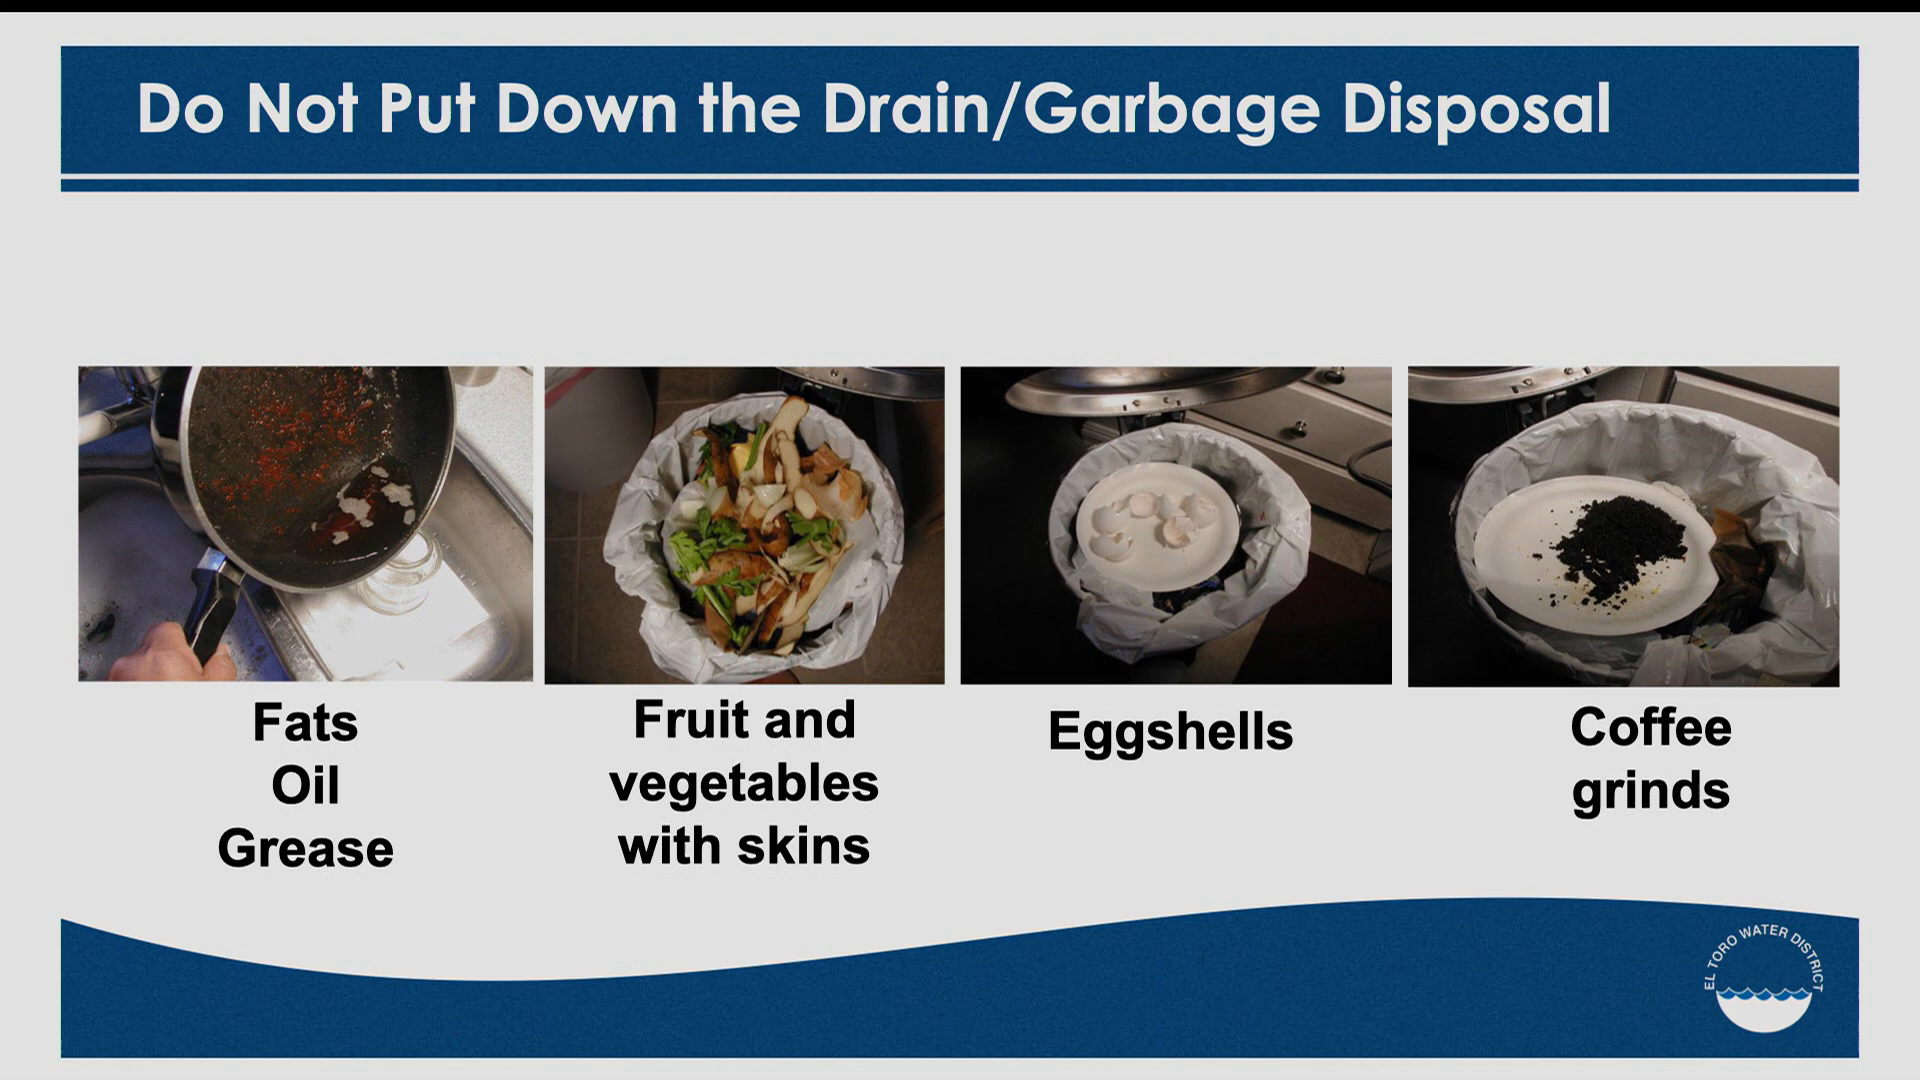 Do Not Put Down the Drain/Garbage Disposal
Fats
Oil
Grease
Fruit and
vegetables
with skins
Eggshells
Coffee
grinds
EL TORO WATER DISTRICT